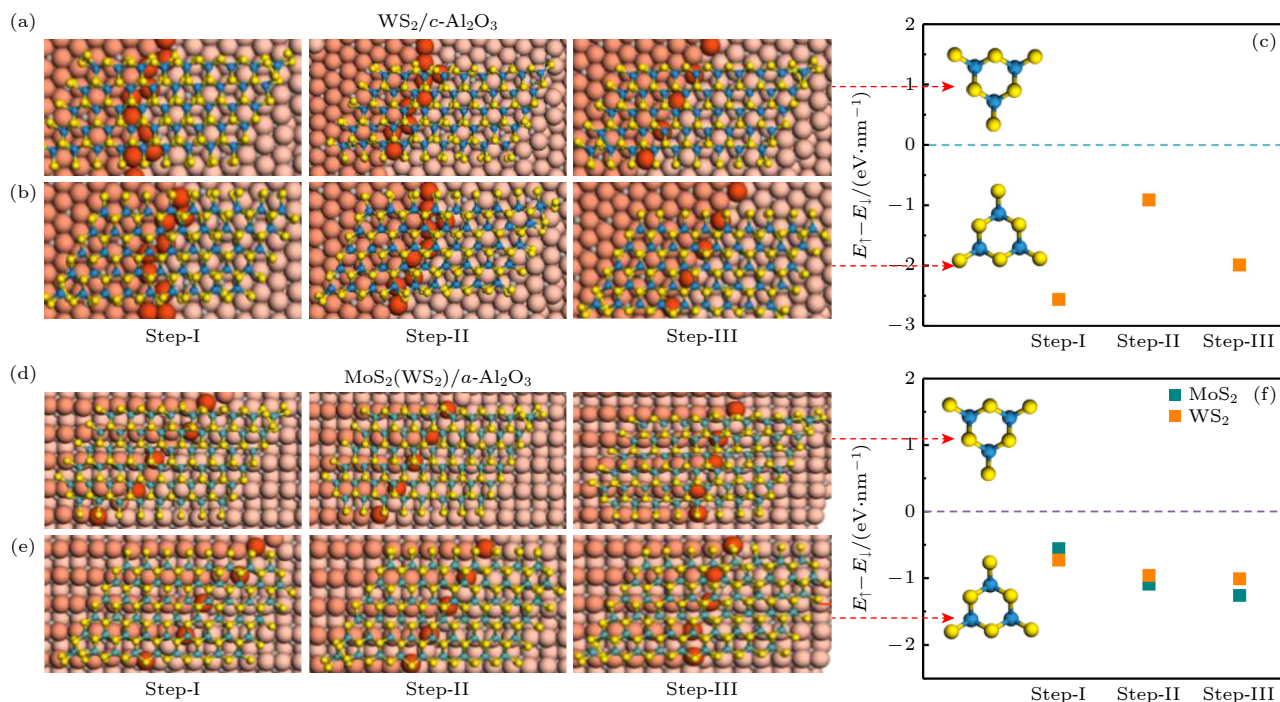 (a)
WS₂/c-Al₂O₃
(b)
Step-I
Step-II
Step-III
(c)
2
1
0
−1
−2
−3
E↑−E↓/(eV·nm⁻¹)
Step-I
Step-II
Step-III
(d)
MoS₂(WS₂)/a-Al₂O₃
(e)
Step-I
Step-II
Step-III
(f)
MoS₂
WS₂
2
1
0
−1
−2
E↑−E↓/(eV·nm⁻¹)
Step-I
Step-II
Step-III